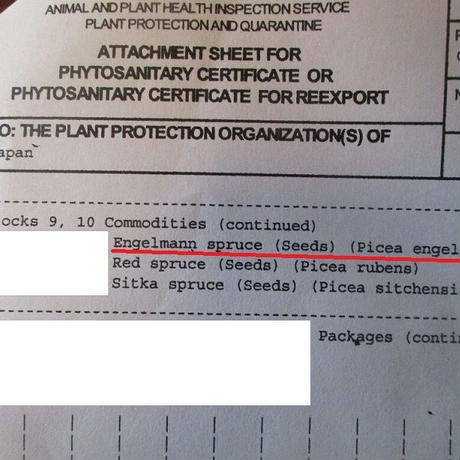 ANIMAL AND PLANT HEALTH INSPECTION SERVICE
PLANT PROTECTION AND QUARANTINE
ATTACHMENT SHEET FOR
PHYTOSANITARY CERTIFICATE OR
PHYTOSANITARY CERTIFICATE FOR REEXPORT
O: THE PLANT PROTECTION ORGANIZATION(S) OF
apan
ocks 9, 10 Commodities (continued)
Engelmann spruce (Seeds) (Picea engel
Red spruce (Seeds) (Picea rubens)
Sitka spruce (Seeds) (Picea sitchensi
Packages (contin